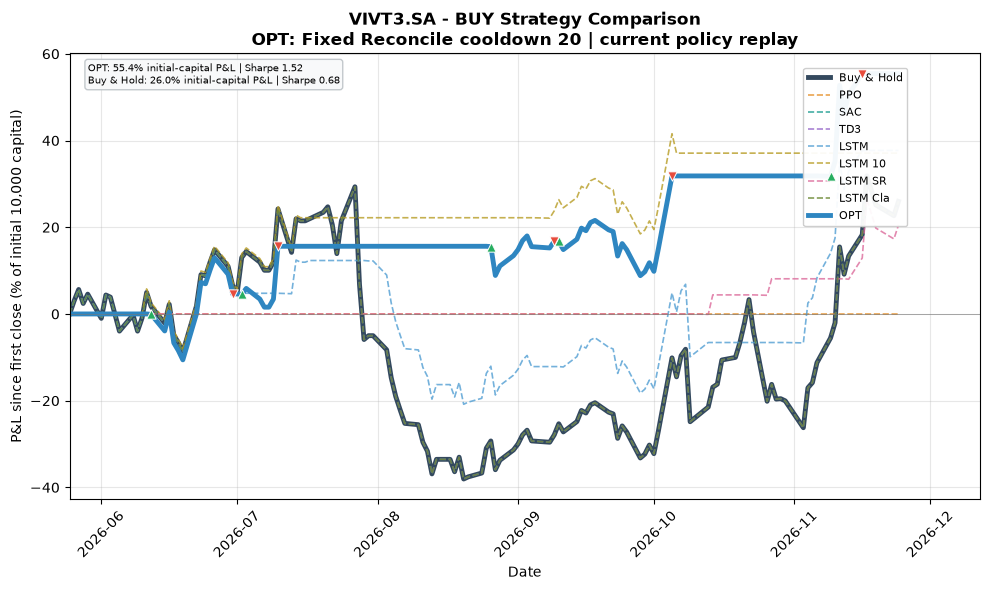 VIVT3.SA - BUY Strategy Comparison
OPT: Fixed Reconcile cooldown 20 | current policy replay
OPT: 55.4% initial-capital P&L | Sharpe 1.52
Buy & Hold: 26.0% initial-capital P&L | Sharpe 0.68
Buy & Hold
PPO
SAC
TD3
LSTM
LSTM 10
LSTM SR
LSTM Cla
OPT
P&L since first close (% of initial 10,000 capital)
60
40
20
0
−20
−40
2026-06
2026-07
2026-08
2026-09
2026-10
2026-11
2026-12
Date